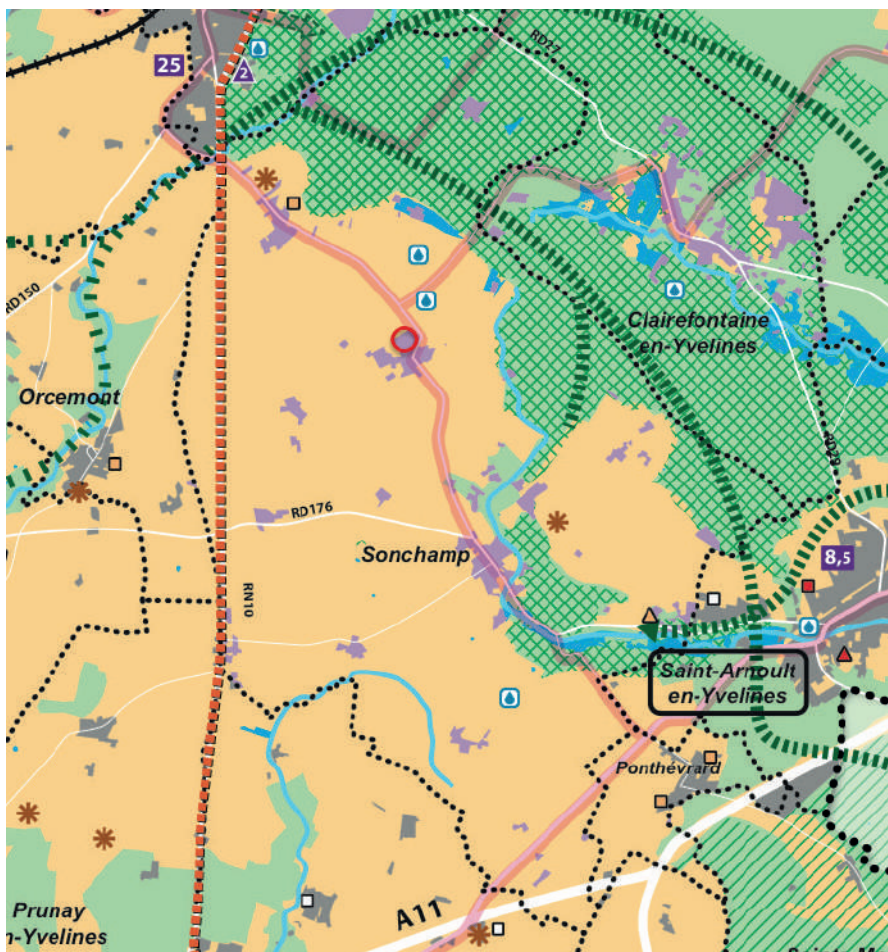 25
2
RD27
RD150
Clairefontaine
en-Yvelines
Orcemont
RD29
RD176
Sonchamp
8,5
RN10
Saint-Arnoult
en-Yvelines
Ponthévrard
A11
Prunay
n-Yvelines